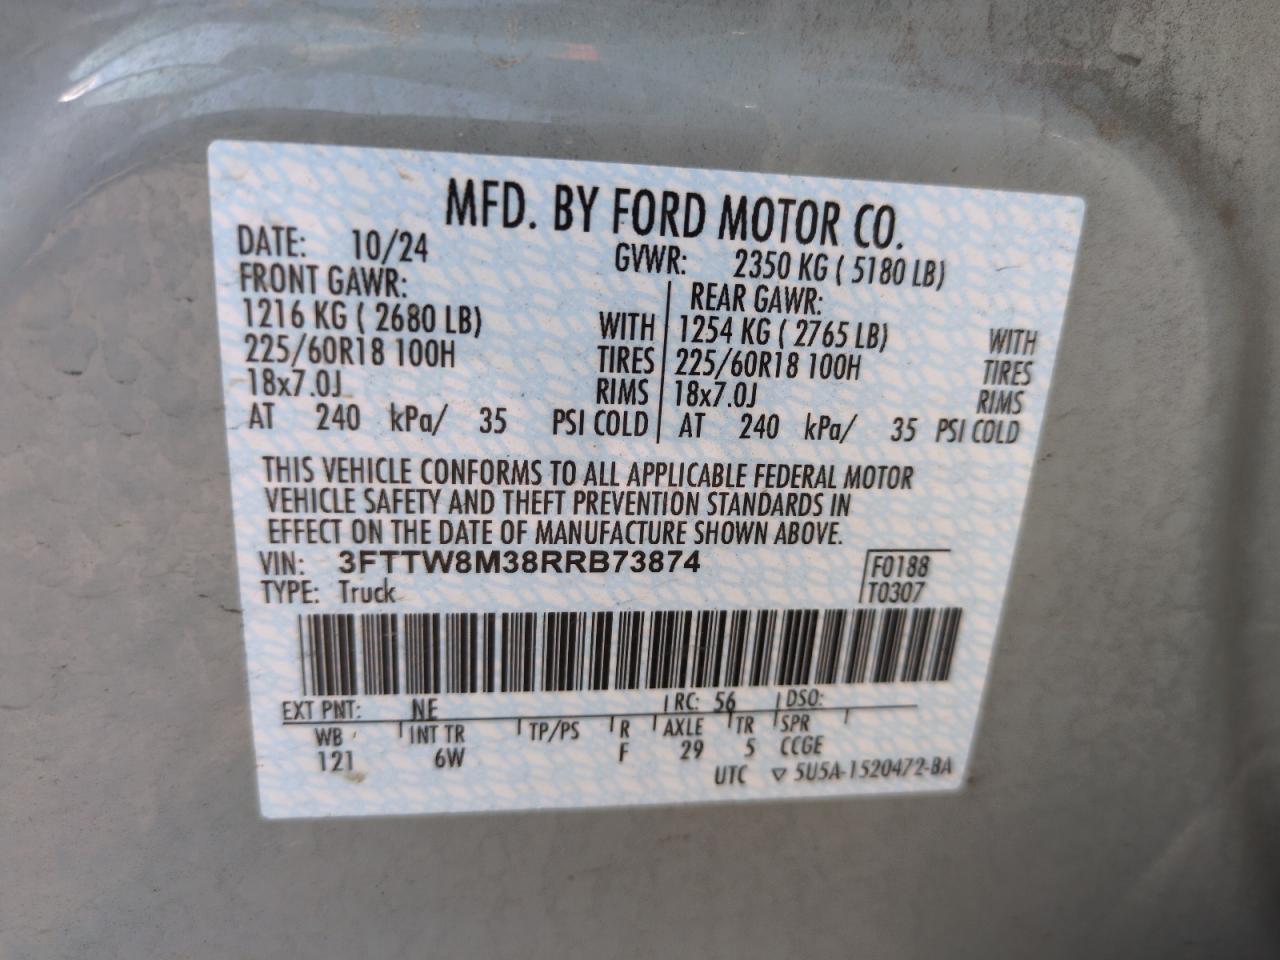 MFD. BY FORD MOTOR CO.
DATE: 10/24 GVWR: 2350 KG ( 5180 LB)
FRONT GAWR: REAR GAWR:
1216 KG ( 2680 LB) WITH 1254 KG ( 2765 LB) WITH
225/60R18 100H TIRES 225/60R18 100H TIRES
18x7.0J RIMS 18x7.0J RIMS
AT 240 kPa/ 35 PSI COLD AT 240 kPa/ 35 PSI COLD
THIS VEHICLE CONFORMS TO ALL APPLICABLE FEDERAL MOTOR
VEHICLE SAFETY AND THEFT PREVENTION STANDARDS IN
EFFECT ON THE DATE OF MANUFACTURE SHOWN ABOVE.
VIN: 3FTTW8M38RRB73874 F0188
TYPE: Truck T0307
EXT PNT: NE RC: 56 DSO:
WB INT TR TP/PS R AXLE TR SPR
121 6W F 29 5 CCGE
UTC ▽ 5U5A-1520472-BA